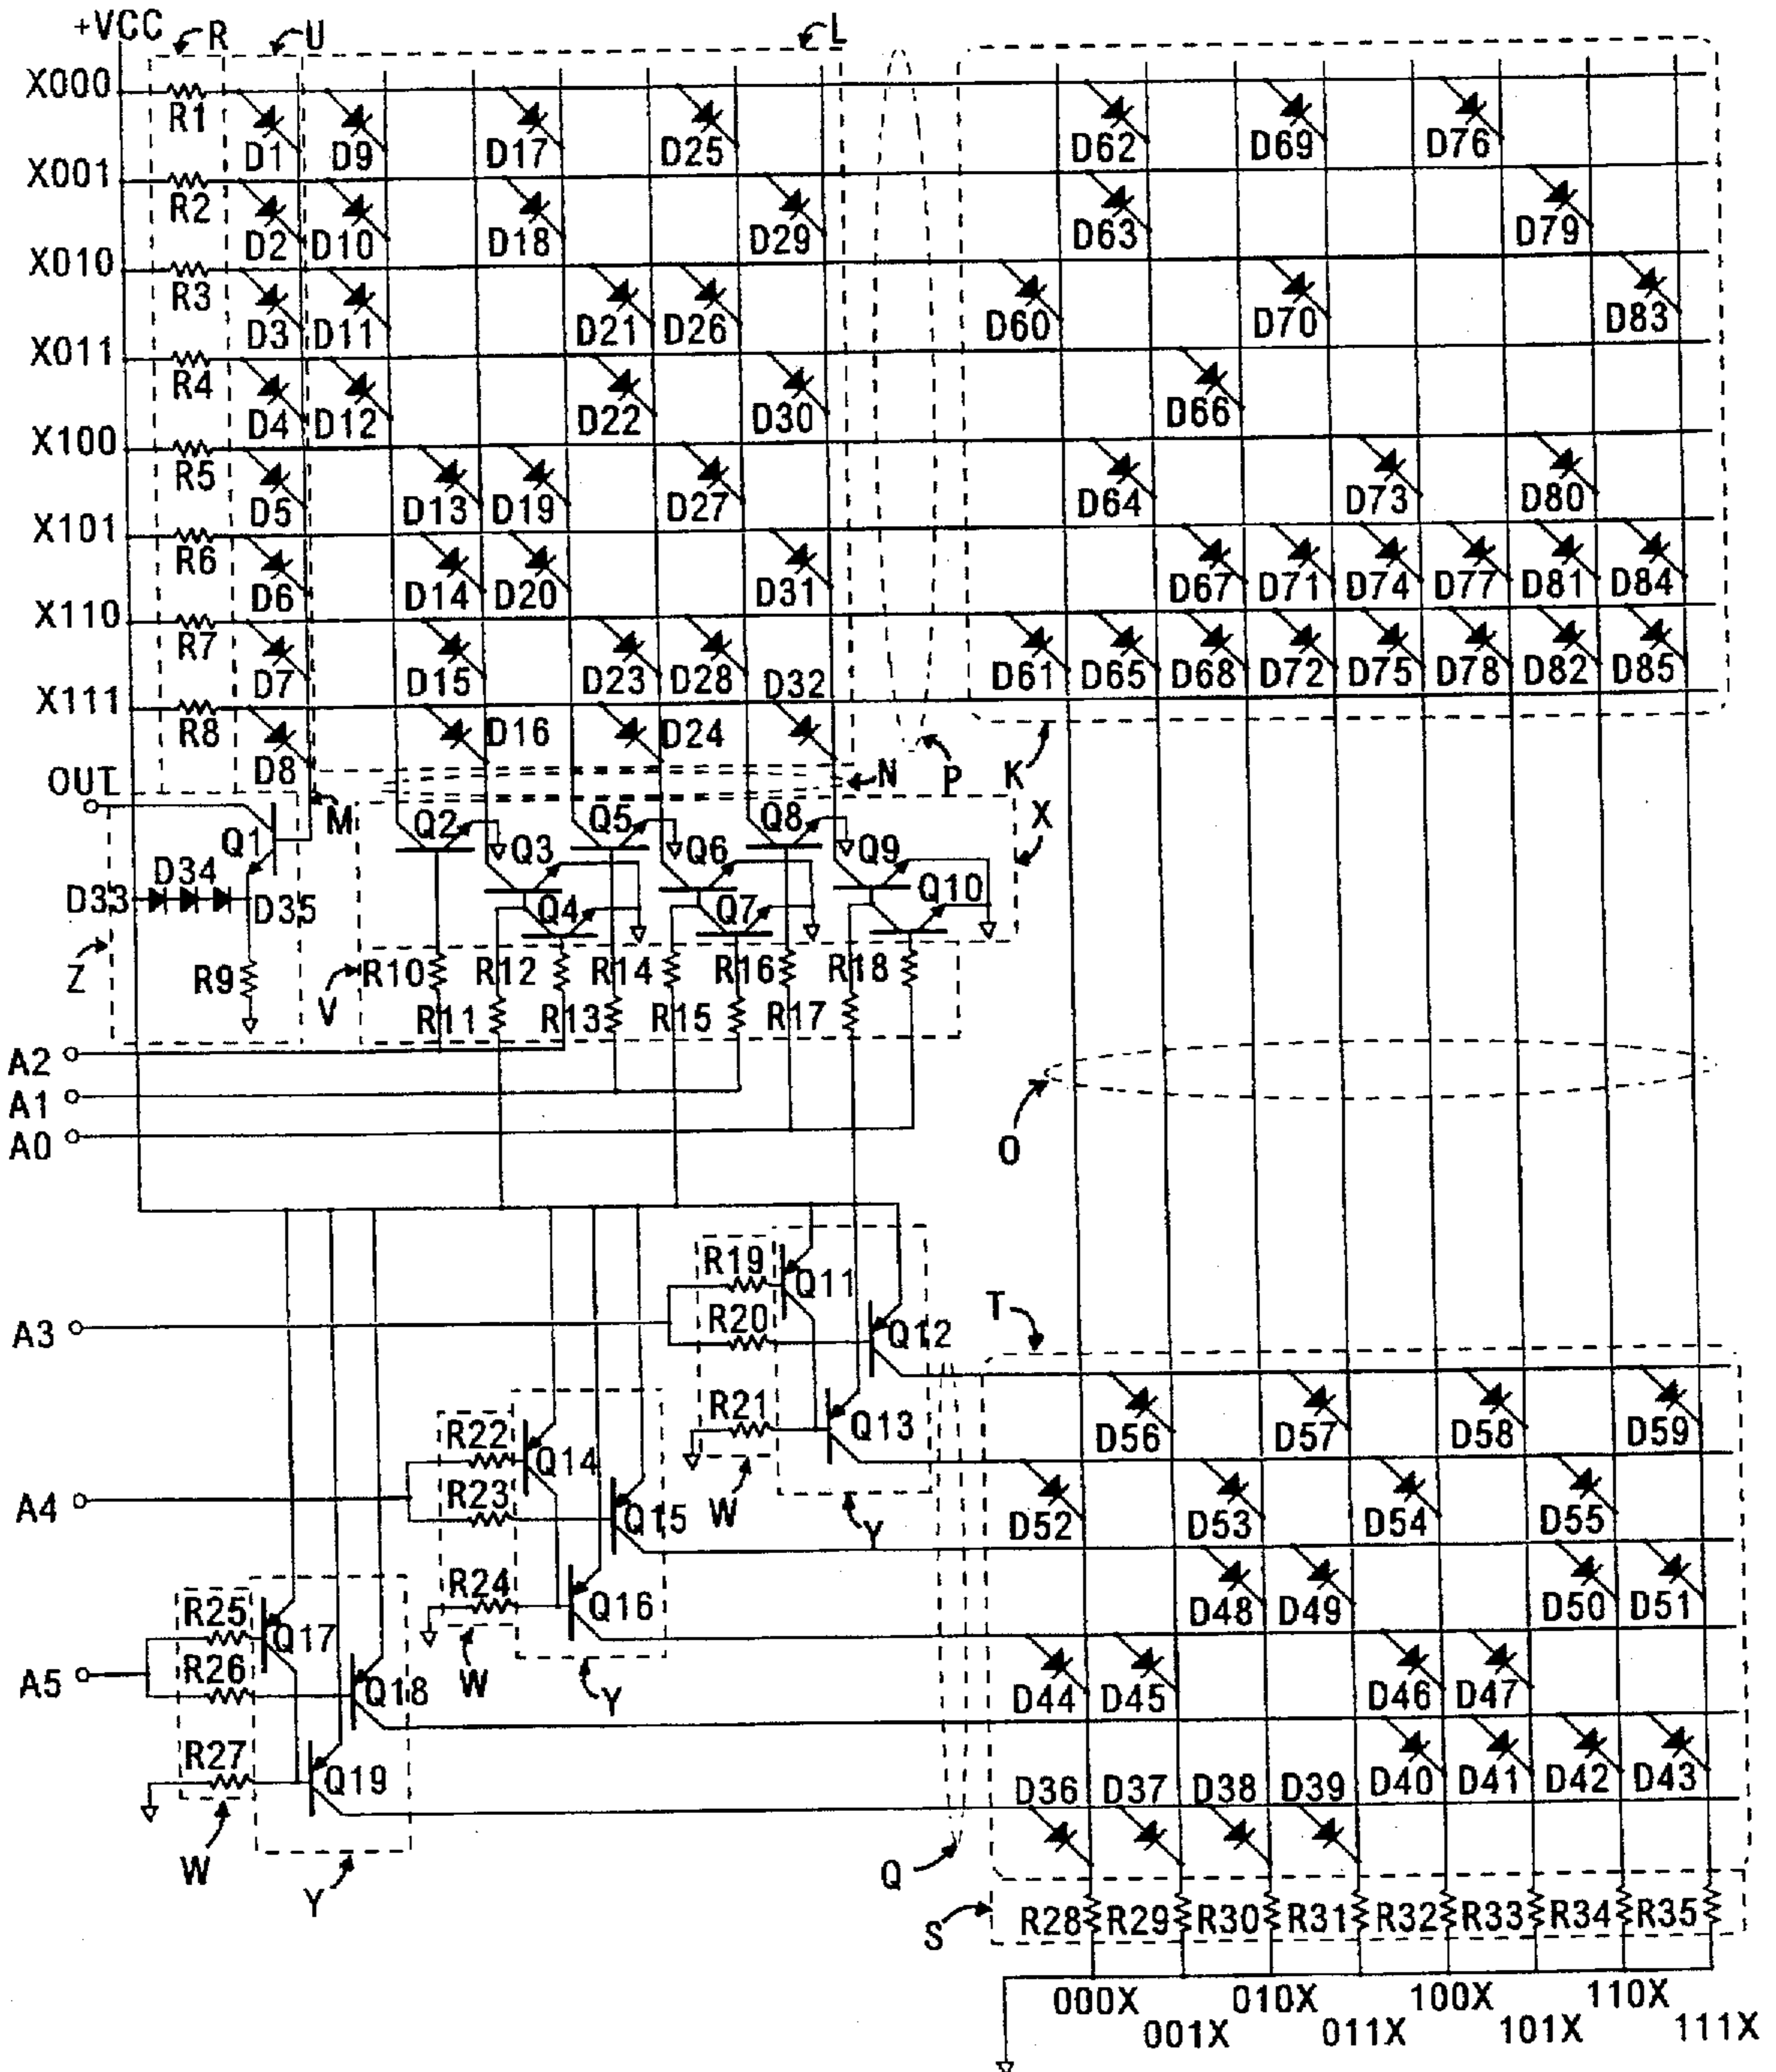 +VCC R U L
X000 R1 D1 D9 D17 D25 D62 D69 D76
X001 R2 D2 D10 D18 D29 D63 D79
X010 R3 D3 D11 D21 D26 D60 D70 D83
X011 R4 D4 D12 D22 D30 D66
X100 R5 D5 D13 D19 D27 D64 D73 D80
X101 R6 D6 D14 D20 D31 D67 D71 D74 D77 D81 D84
X110 R7 D7 D15 D23 D28 D32 D61 D65 D68 D72 D75 D78 D82 D85
X111 R8 D8 D16 D24
OUT M N P K X
Q1 Q2 Q3 Q5 Q6 Q8 Q9
D33 D34 D35 Q4 Q7 Q10
Z R9 V R10 R12 R14 R16 R18
R11 R13 R15 R17
A2
A1
A0 O
R19 Q11 T
A3 R20 Q12
R21 Q13 D56 D57 D58 D59
R22 Q14 W Y
A4 R23 Q15 D52 D53 D54 D55
R24 Q16 D48 D49 D50 D51
R25 Q17 W Y
A5 R26 Q18 D44 D45 D46 D47
R27 Q19 D36 D37 D38 D39 D40 D41 D42 D43
W Y Q
S R28 R29 R30 R31 R32 R33 R34 R35
000X 010X 100X 110X
001X 011X 101X 111X